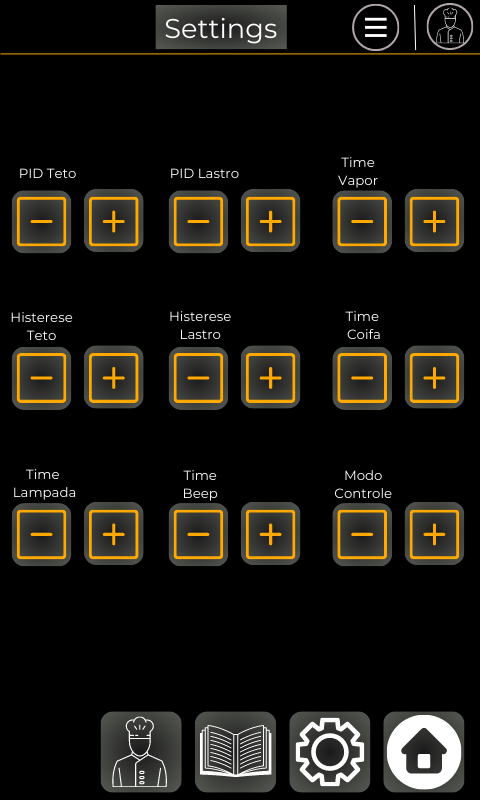 Settings
PID Teto
PID Lastro
Time
Vapor
Histerese
Teto
Histerese
Lastro
Time
Coifa
Time
Lampada
Time
Beep
Modo
Controle